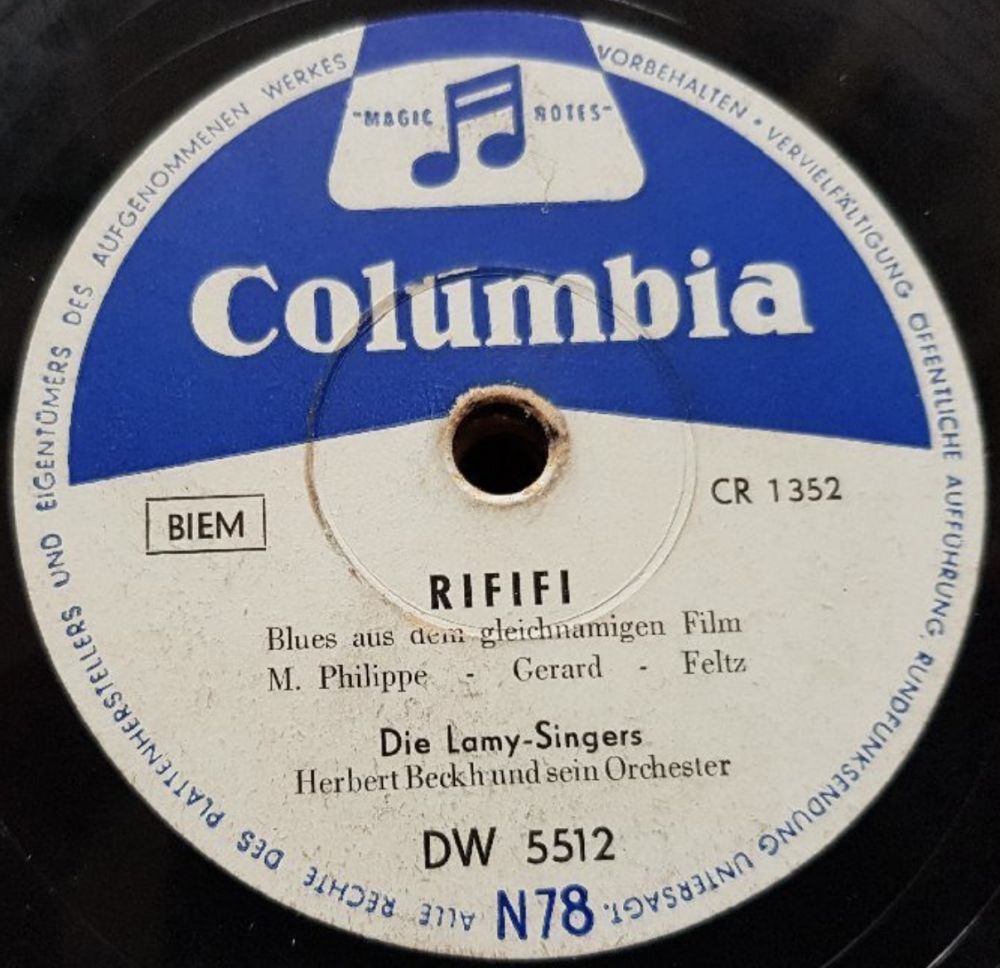 ALLE RECHTE DES PLATTENHERSTELLERS UND EIGENTÜMERS DES AUFGENOMMENEN WERKES VORBEHALTEN • VERVIELFÄLTIGUNG ÖFFENTLICHE AUFFÜHRUNG, RUNDFUNKSENDUNG UNTERSAGT.
"MAGIC NOTES"
Columbia
CR 1352
BIEM
RIFIFI
Blues aus dem gleichnamigen Film
M. Philippe - Gerard - Feltz
Die Lamy-Singers
Herbert Beckh und sein Orchester
DW 5512
N 78